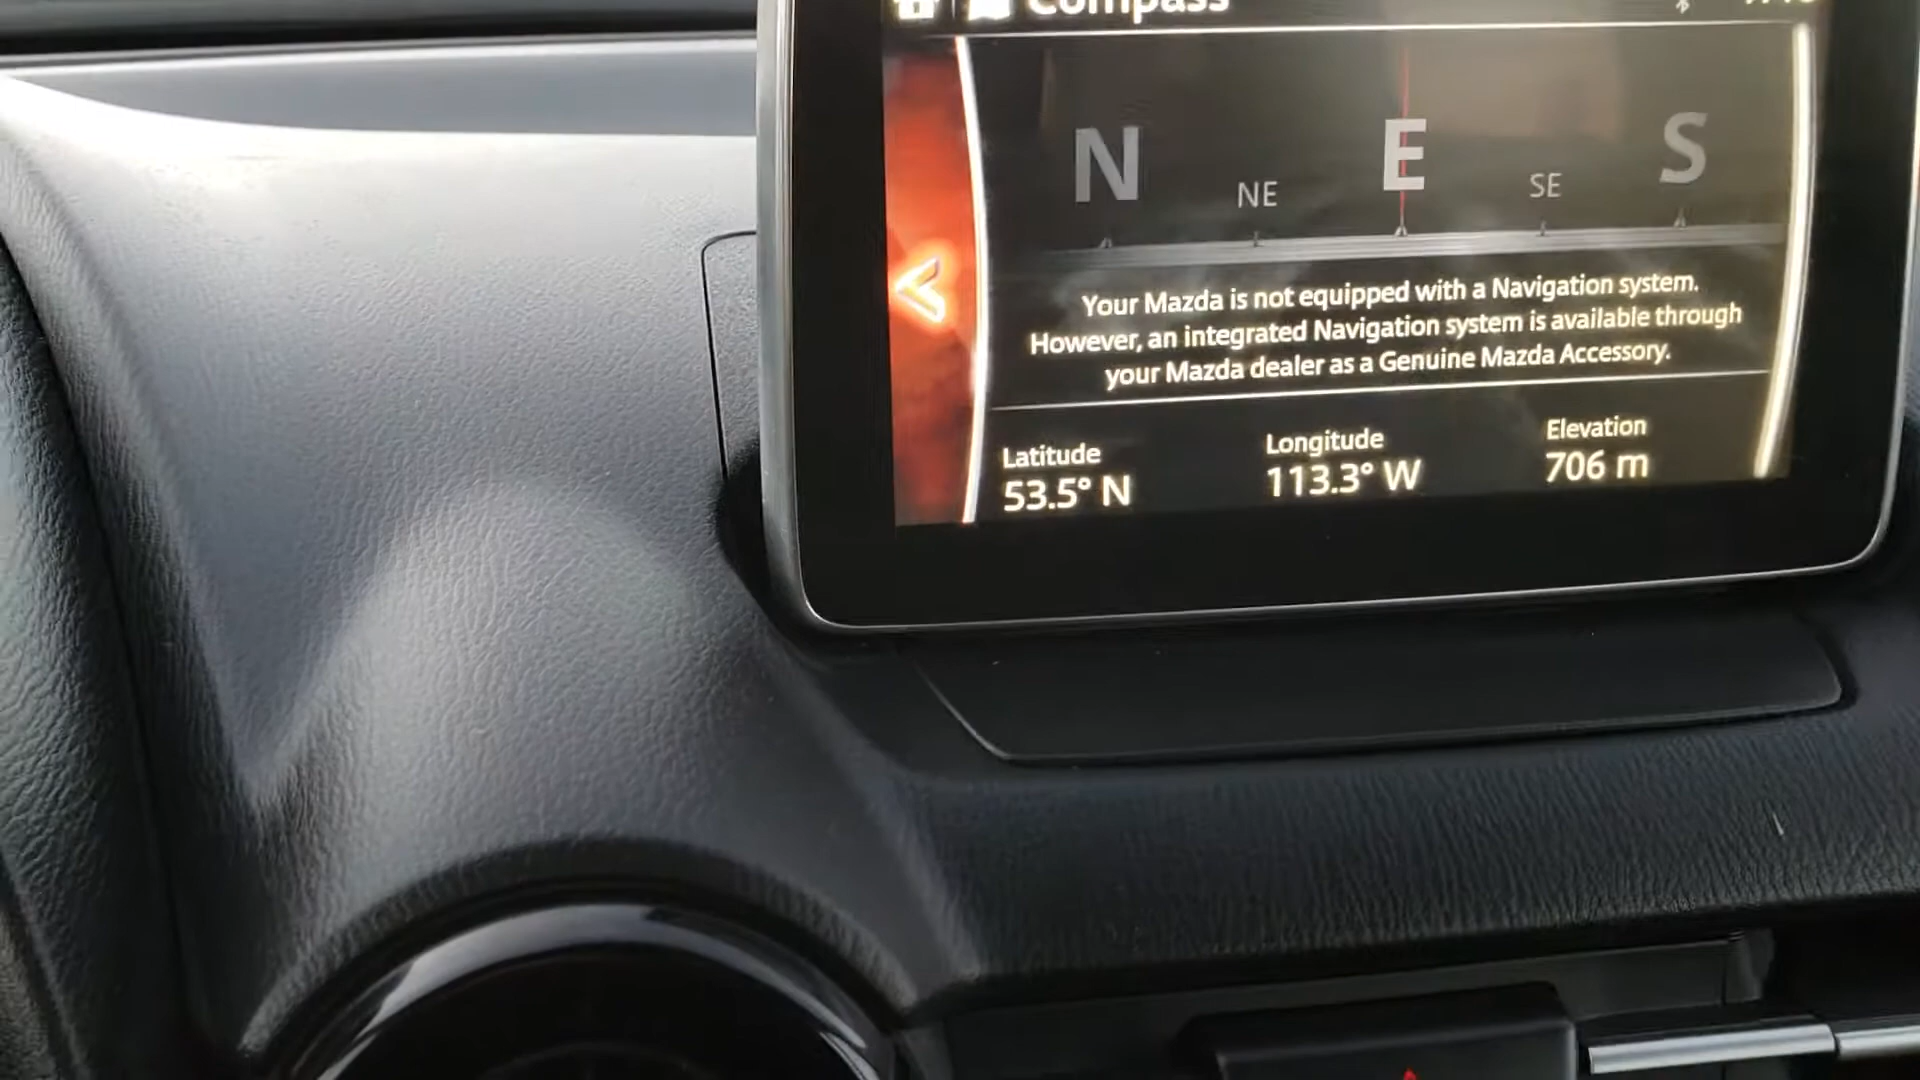 Compass
N NE E SE S
Your Mazda is not equipped with a Navigation system.
However, an integrated Navigation system is available through
your Mazda dealer as a Genuine Mazda Accessory.
Latitude Longitude Elevation
53.5° N 113.3° W 706 m